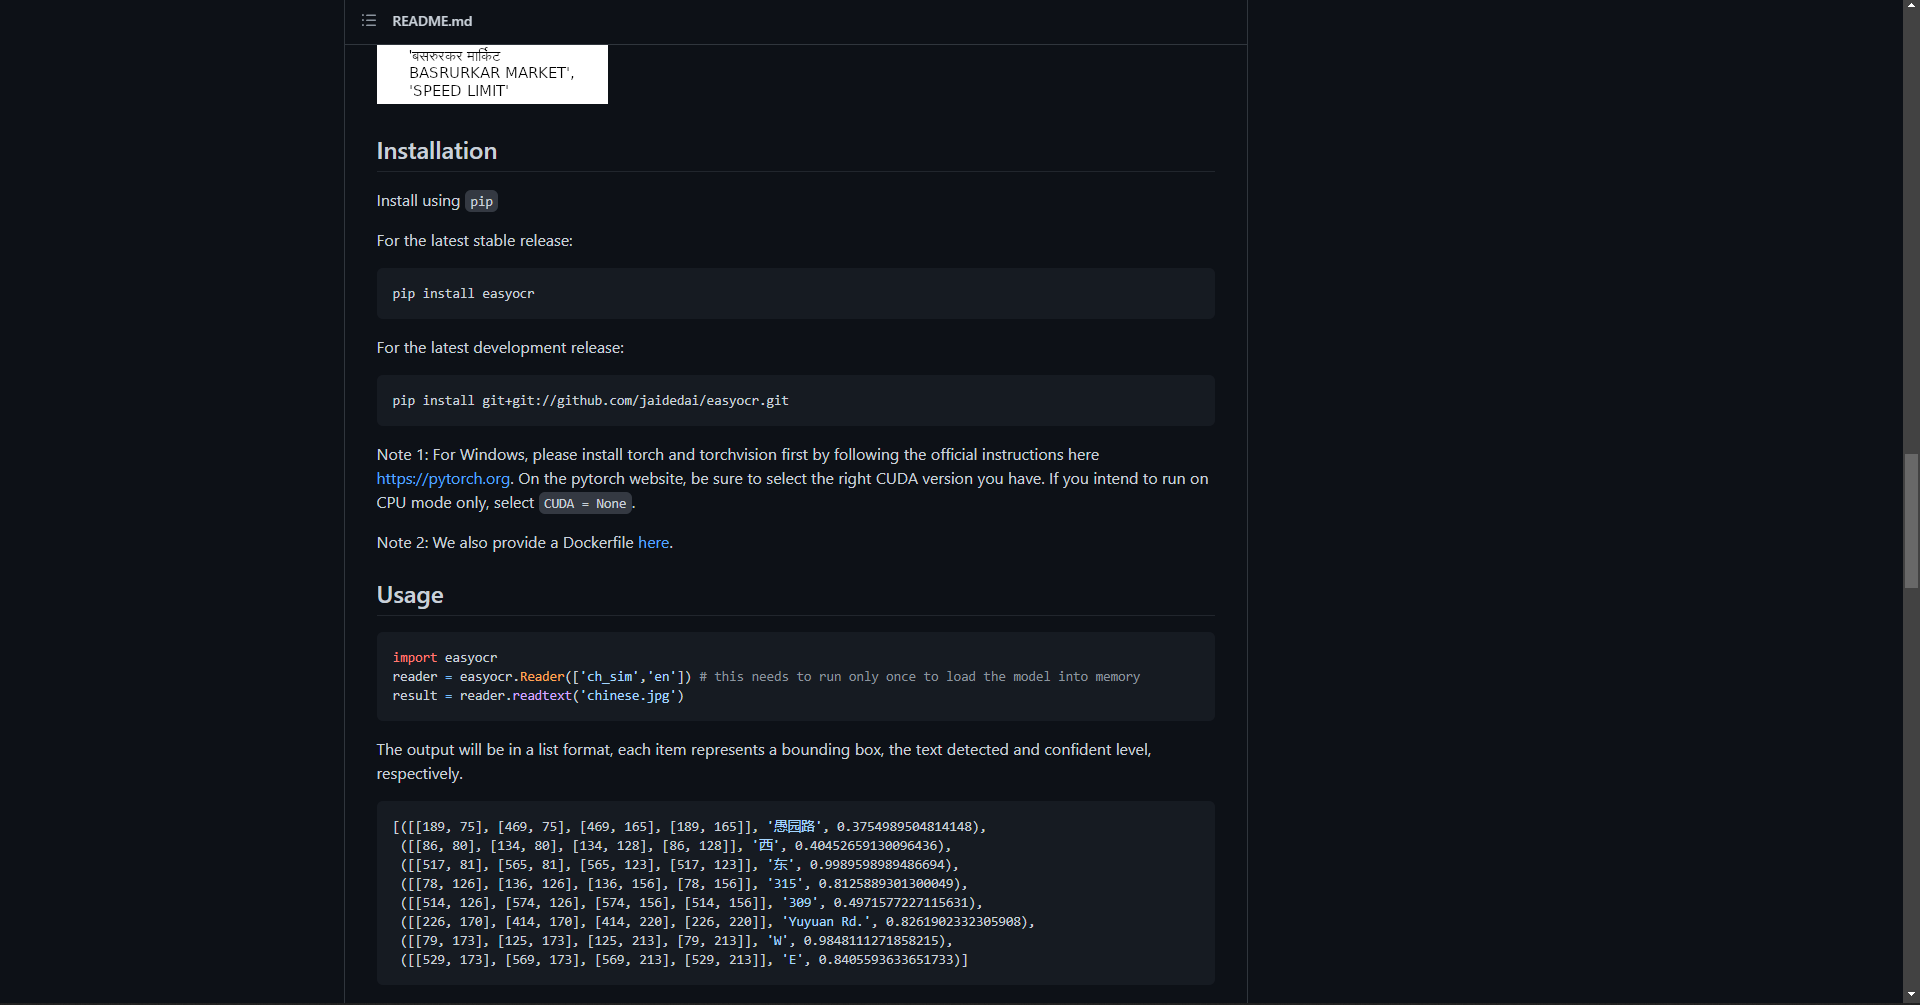 README.md
'बसरुरकर मार्किट
BASRURKAR MARKET',
'SPEED LIMIT'
Installation
Install using pip
For the latest stable release:
pip install easyocr
For the latest development release:
pip install git+git://github.com/jaidedai/easyocr.git
Note 1: For Windows, please install torch and torchvision first by following the official instructions here
https://pytorch.org. On the pytorch website, be sure to select the right CUDA version you have. If you intend to run on
CPU mode only, select CUDA = None.
Note 2: We also provide a Dockerfile here.
Usage
import easyocr
reader = easyocr.Reader(['ch_sim','en']) # this needs to run only once to load the model into memory
result = reader.readtext('chinese.jpg')
The output will be in a list format, each item represents a bounding box, the text detected and confident level,
respectively.
[([[189, 75], [469, 75], [469, 165], [189, 165]], '愚园路', 0.3754989504814148),
([[86, 80], [134, 80], [134, 128], [86, 128]], '西', 0.40452659130096436),
([[517, 81], [565, 81], [565, 123], [517, 123]], '东', 0.9989598989486694),
([[78, 126], [136, 126], [136, 156], [78, 156]], '315', 0.8125889301300049),
([[514, 126], [574, 126], [574, 156], [514, 156]], '309', 0.4971577227115631),
([[226, 170], [414, 170], [414, 220], [226, 220]], 'Yuyuan Rd.', 0.8261902332305908),
([[79, 173], [125, 173], [125, 213], [79, 213]], 'W', 0.9848111271858215),
([[529, 173], [569, 173], [569, 213], [529, 213]], 'E', 0.8405593633651733)]